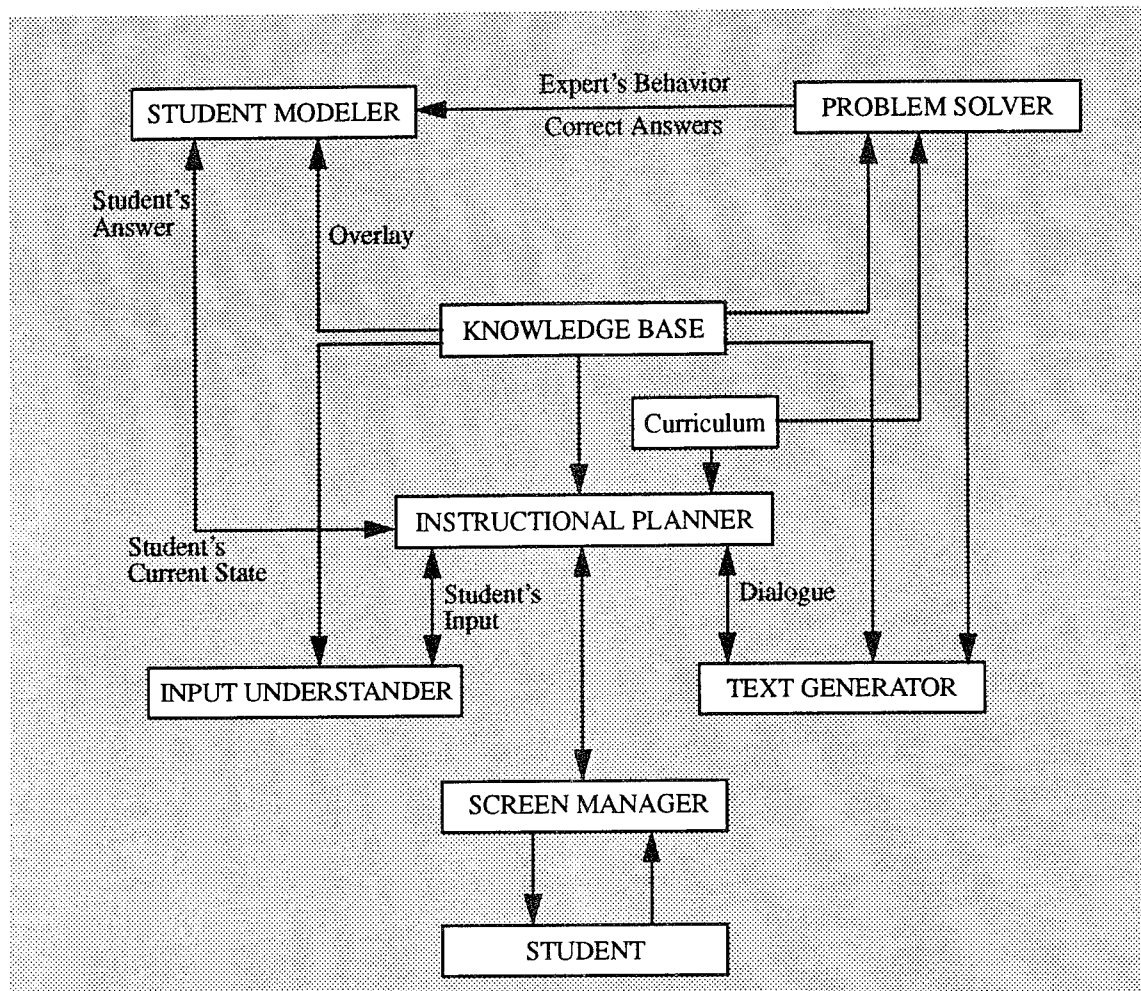 Expert's Behavior
STUDENT MODELER
PROBLEM SOLVER
Correct Answers
Student's
Answer
Overlay
KNOWLEDGE BASE
Curriculum
INSTRUCTIONAL PLANNER
Student's
Current State
Student's
Input
Dialogue
INPUT UNDERSTANDER
TEXT GENERATOR
SCREEN MANAGER
STUDENT